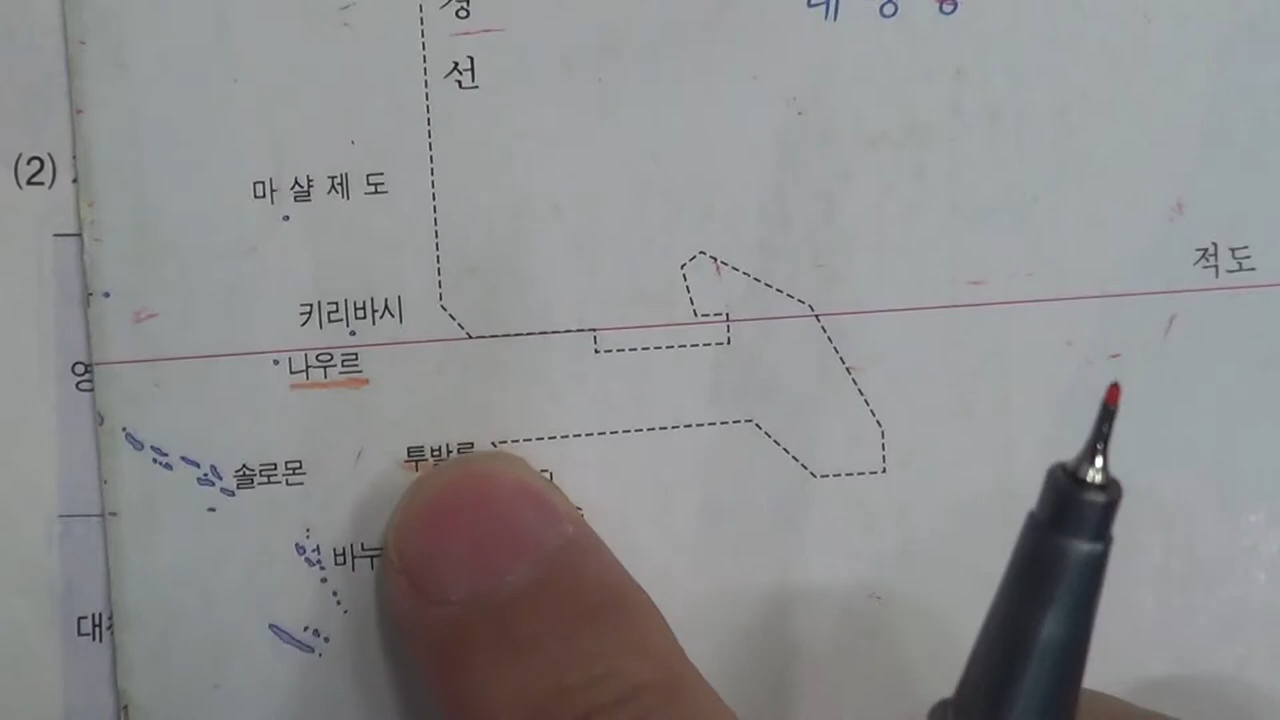 선
(2)
마 샬 제 도
적도
키리바시
나우르
영
투발루
솔로몬
바누